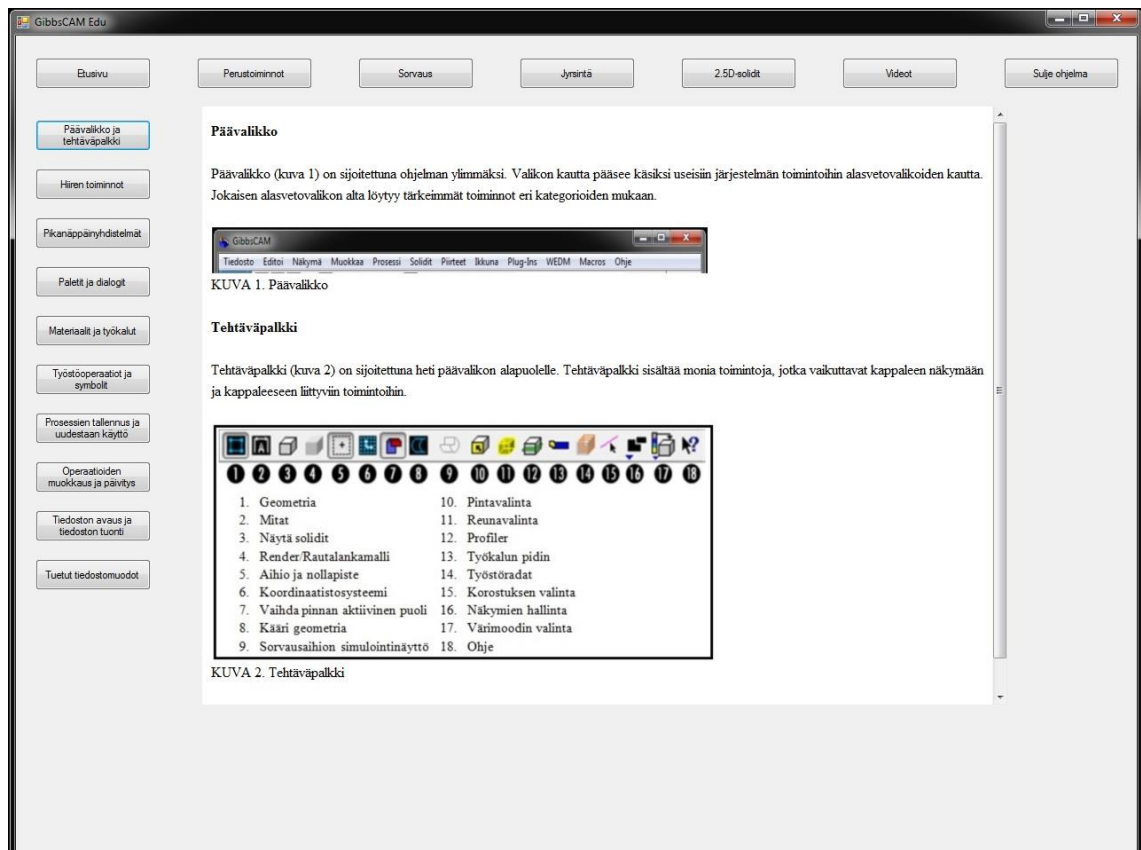 GibbsCAM Edu
Etusivu
Perustoiminnot
Sorvaus
Jyrsintä
2.5D-solidit
Videot
Sulje ohjelma
Päävalikko ja
tehtäväpalkki
Hiiren toiminnot
Pikanäppäinyhdistelmät
Paletit ja dialogit
Materiaalit ja työkalut
Työstöoperaatiot ja
symbolit
Prosessien tallennus ja
uudestaan käyttö
Operaatioiden
muokkaus ja päivitys
Tiedoston avaus ja
tiedoston tuonti
Tuetut tiedostomuodot
Päävalikko
Päävalikko (kuva 1) on sijoitettuna ohjelman ylimmäksi. Valikon kautta pääsee käsiksi useisiin järjestelmän toimintoihin alasvetovalikoiden kautta.
Jokaisen alasvetovalikon alta löytyy tärkeimmät toiminnot eri kategorioiden mukaan.
GibbsCAM
Tiedosto Editoi Näkymä Muokkaa Prosessi Solidit Piirteet Ikkuna Plug-Ins WEDM Macros Ohje
KUVA 1. Päävalikko
Tehtäväpalkki
Tehtäväpalkki (kuva 2) on sijoitettuna heti päävalikon alapuolelle. Tehtäväpalkki sisältää monia toimintoja, jotka vaikuttavat kappaleen näkymään
ja kappaleeseen liittyviin toimintoihin.
1 2 3 4 5 6 7 8 9 10 11 12 13 14 15 16 17 18
1. Geometria
2. Mitat
3. Näytä solidit
4. Render/Rautalankamalli
5. Aihio ja nollapiste
6. Koordinaatistosysteemi
7. Vaihda pinnan aktiivinen puoli
8. Kääri geometria
9. Sorvausaihion simulointinäyttö
10. Pintavalinta
11. Reunavalinta
12. Profiler
13. Työkalun pidin
14. Työstöradat
15. Korostuksen valinta
16. Näkymien hallinta
17. Värimoodin valinta
18. Ohje
KUVA 2. Tehtäväpalkki